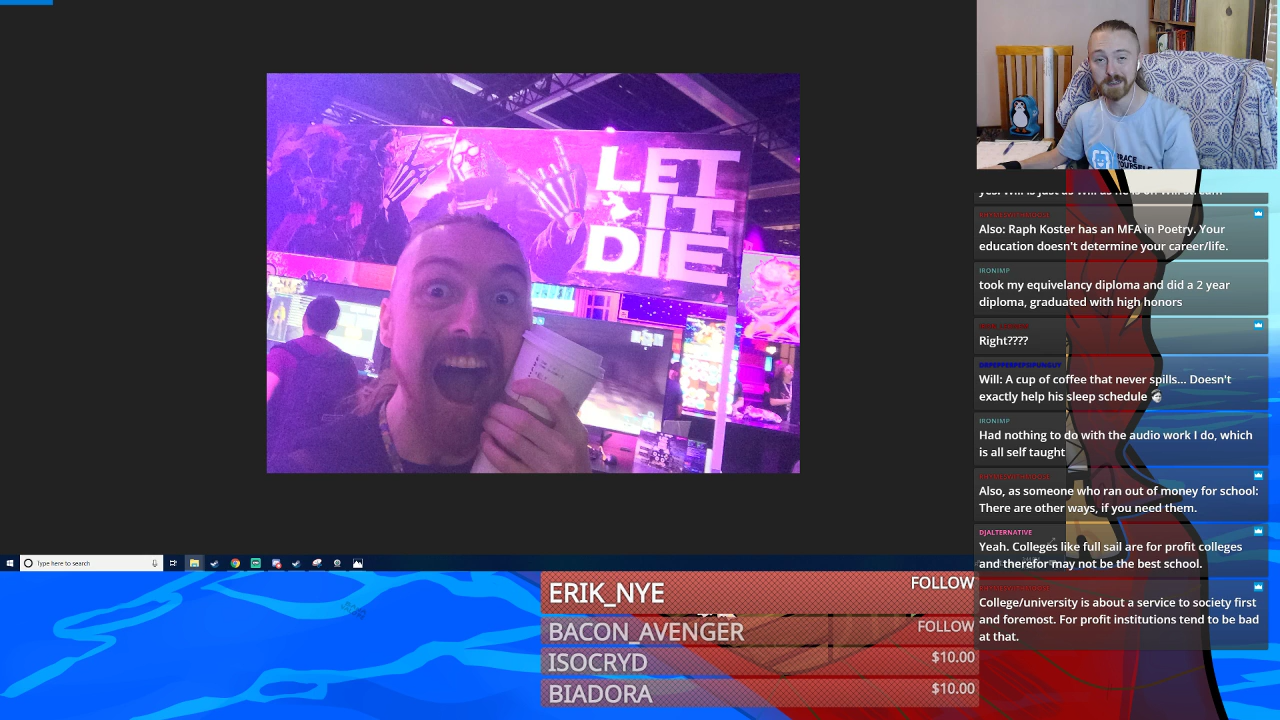 LET
IT
DIE
RACE
YOURSELF
Also: Raph Koster has an MFA in Poetry. Your
education doesn't determine your career/life.
IRONIMP
took my equivelancy diploma and did a 2 year
diploma, graduated with high honors
Right????
DRPEPPERPEPSIPUNGUY
Will: A cup of coffee that never spills... Doesn't
exactly help his sleep schedule
IRONIMP
Had nothing to do with the audio work I do, which
is all self taught
Also, as someone who ran out of money for school:
There are other ways, if you need them.
DJALTERNATIVE
Yeah. Colleges like full sail are for profit colleges
and therefor may not be the best school.
College/university is about a service to society first
and foremost. For profit institutions tend to be bad
at that.
Type here to search
ERIK_NYE FOLLOW
BACON_AVENGER FOLLOW
ISOCRYD $10.00
BIADORA $10.00